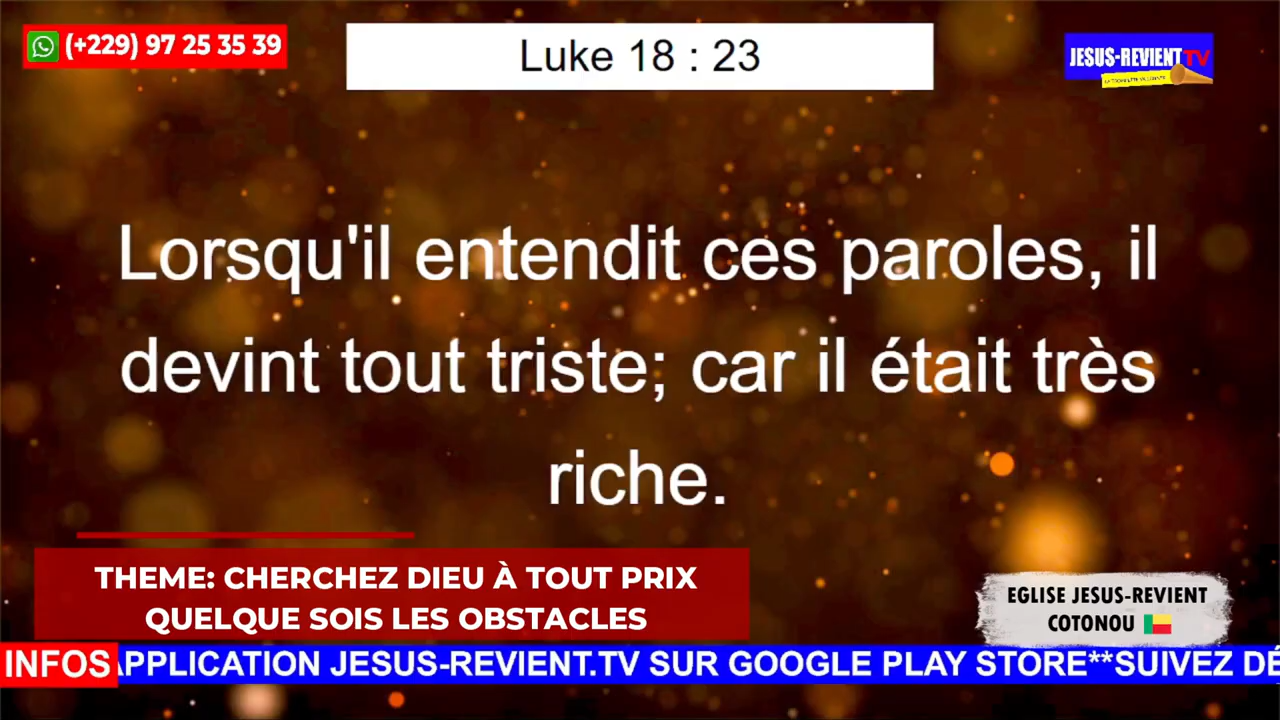 (+229) 97 25 35 39
Luke 18 : 23
JESUS-REVIENT TV
Lorsqu'il entendit ces paroles, il
devint tout triste; car il était très
riche.
THEME: CHERCHEZ DIEU À TOUT PRIX
QUELQUE SOIS LES OBSTACLES
EGLISE JESUS-REVIENT
COTONOU
INFOS APPLICATION JESUS-REVIENT.TV SUR GOOGLE PLAY STORE**SUIVEZ DÉ